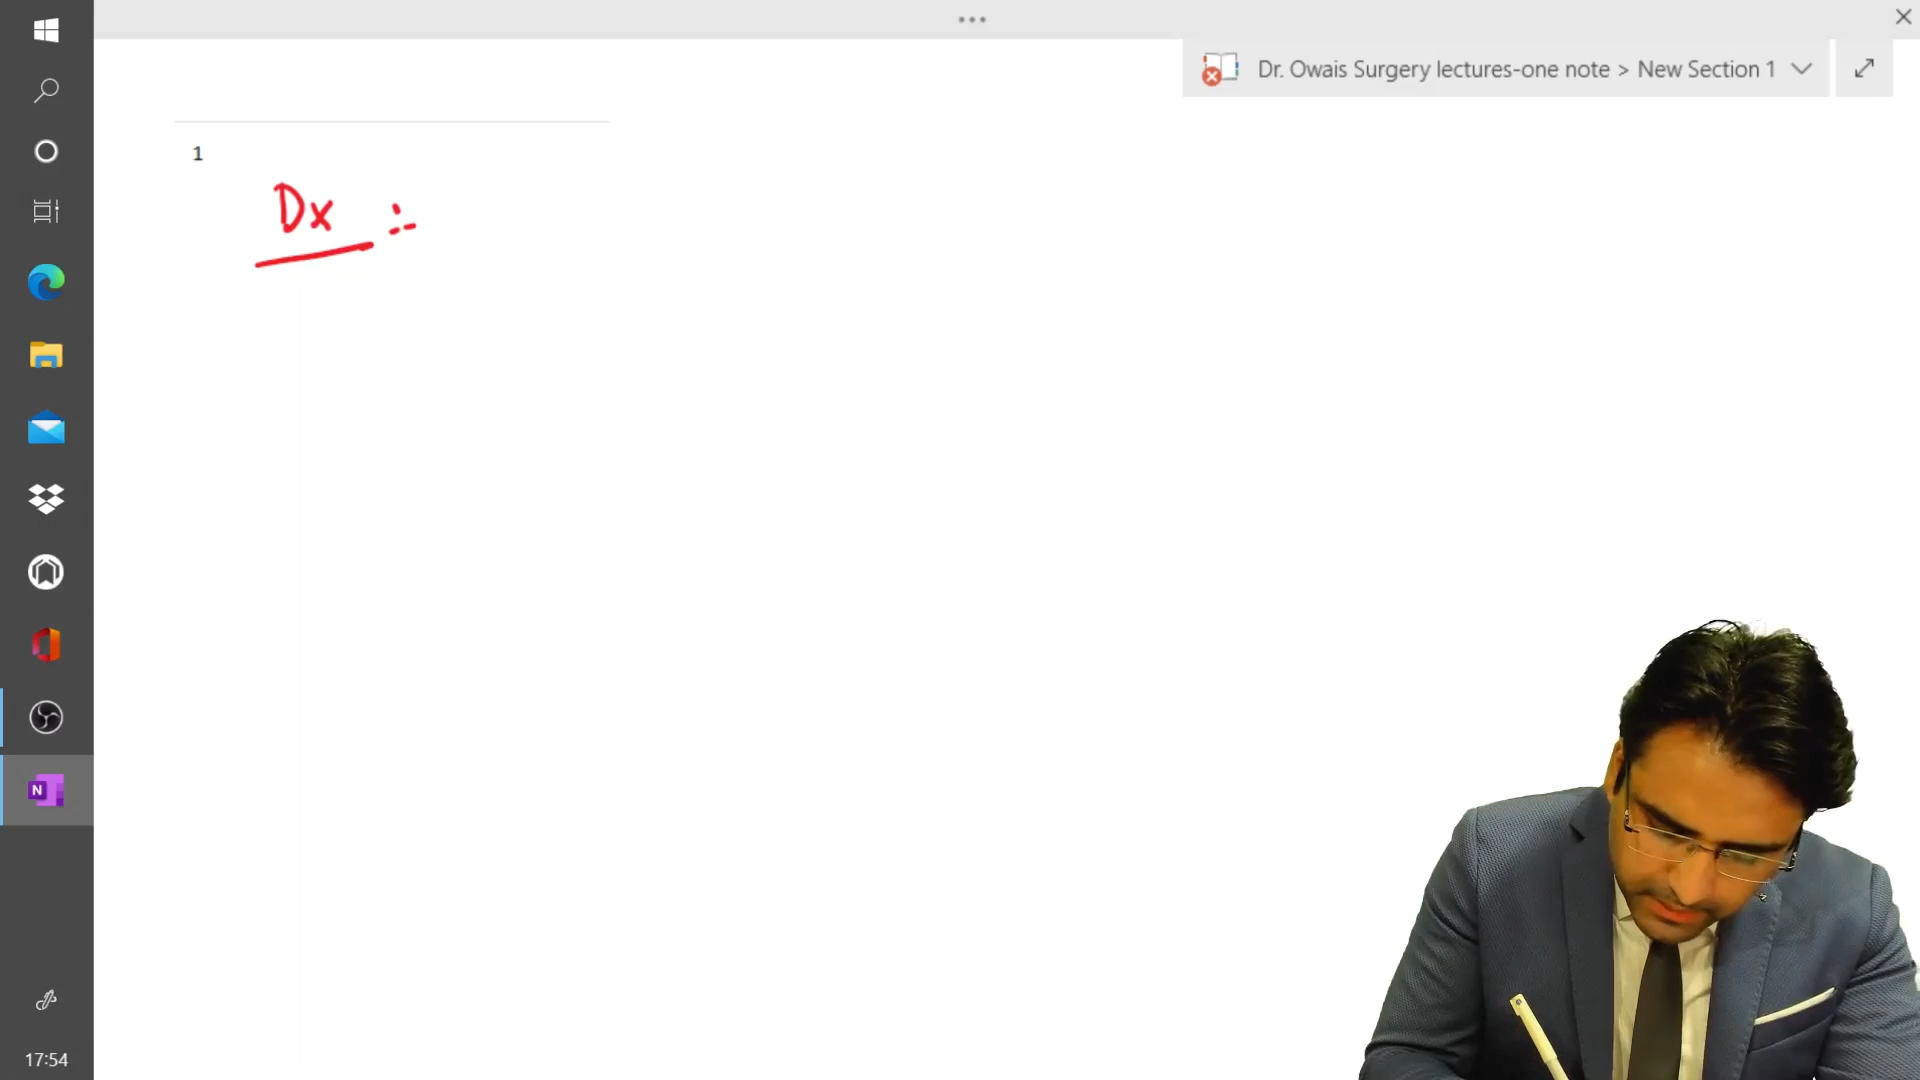 Dr. Owais Surgery lectures-one note > New Section 1
1
Dx :-
N
17:54